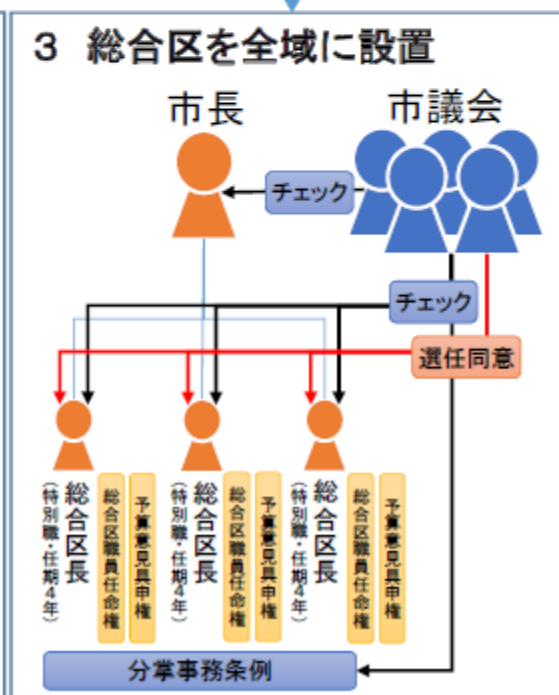 3 総合区を全域に設置
市長
市議会
チェック
チェック
選任同意
総合区長
（特別職・任期4年）
総合区職員任命権
予算意見具申権
総合区長
（特別職・任期4年）
総合区職員任命権
予算意見具申権
総合区長
（特別職・任期4年）
総合区職員任命権
予算意見具申権
分掌事務条例